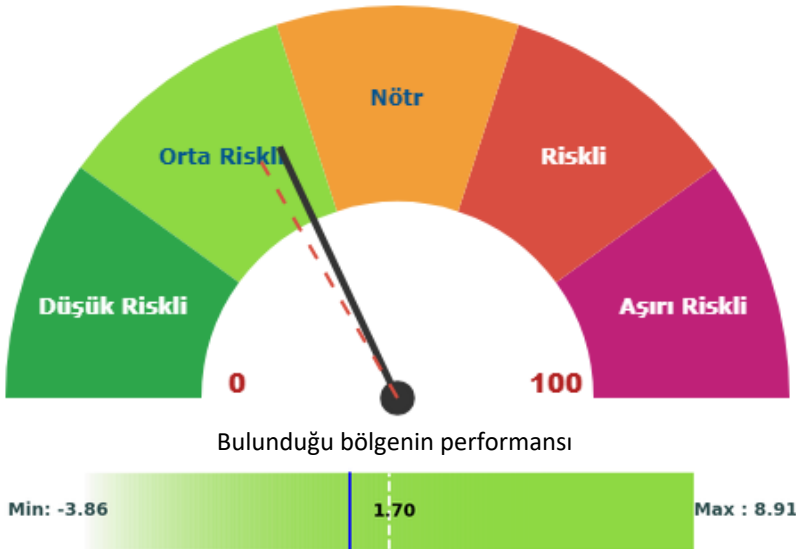 Nötr
Orta Riskli
Riskli
Düşük Riskli
Aşırı Riskli
0
100
Bulunduğu bölgenin performansı
Min: -3.86
1.70
Max : 8.91